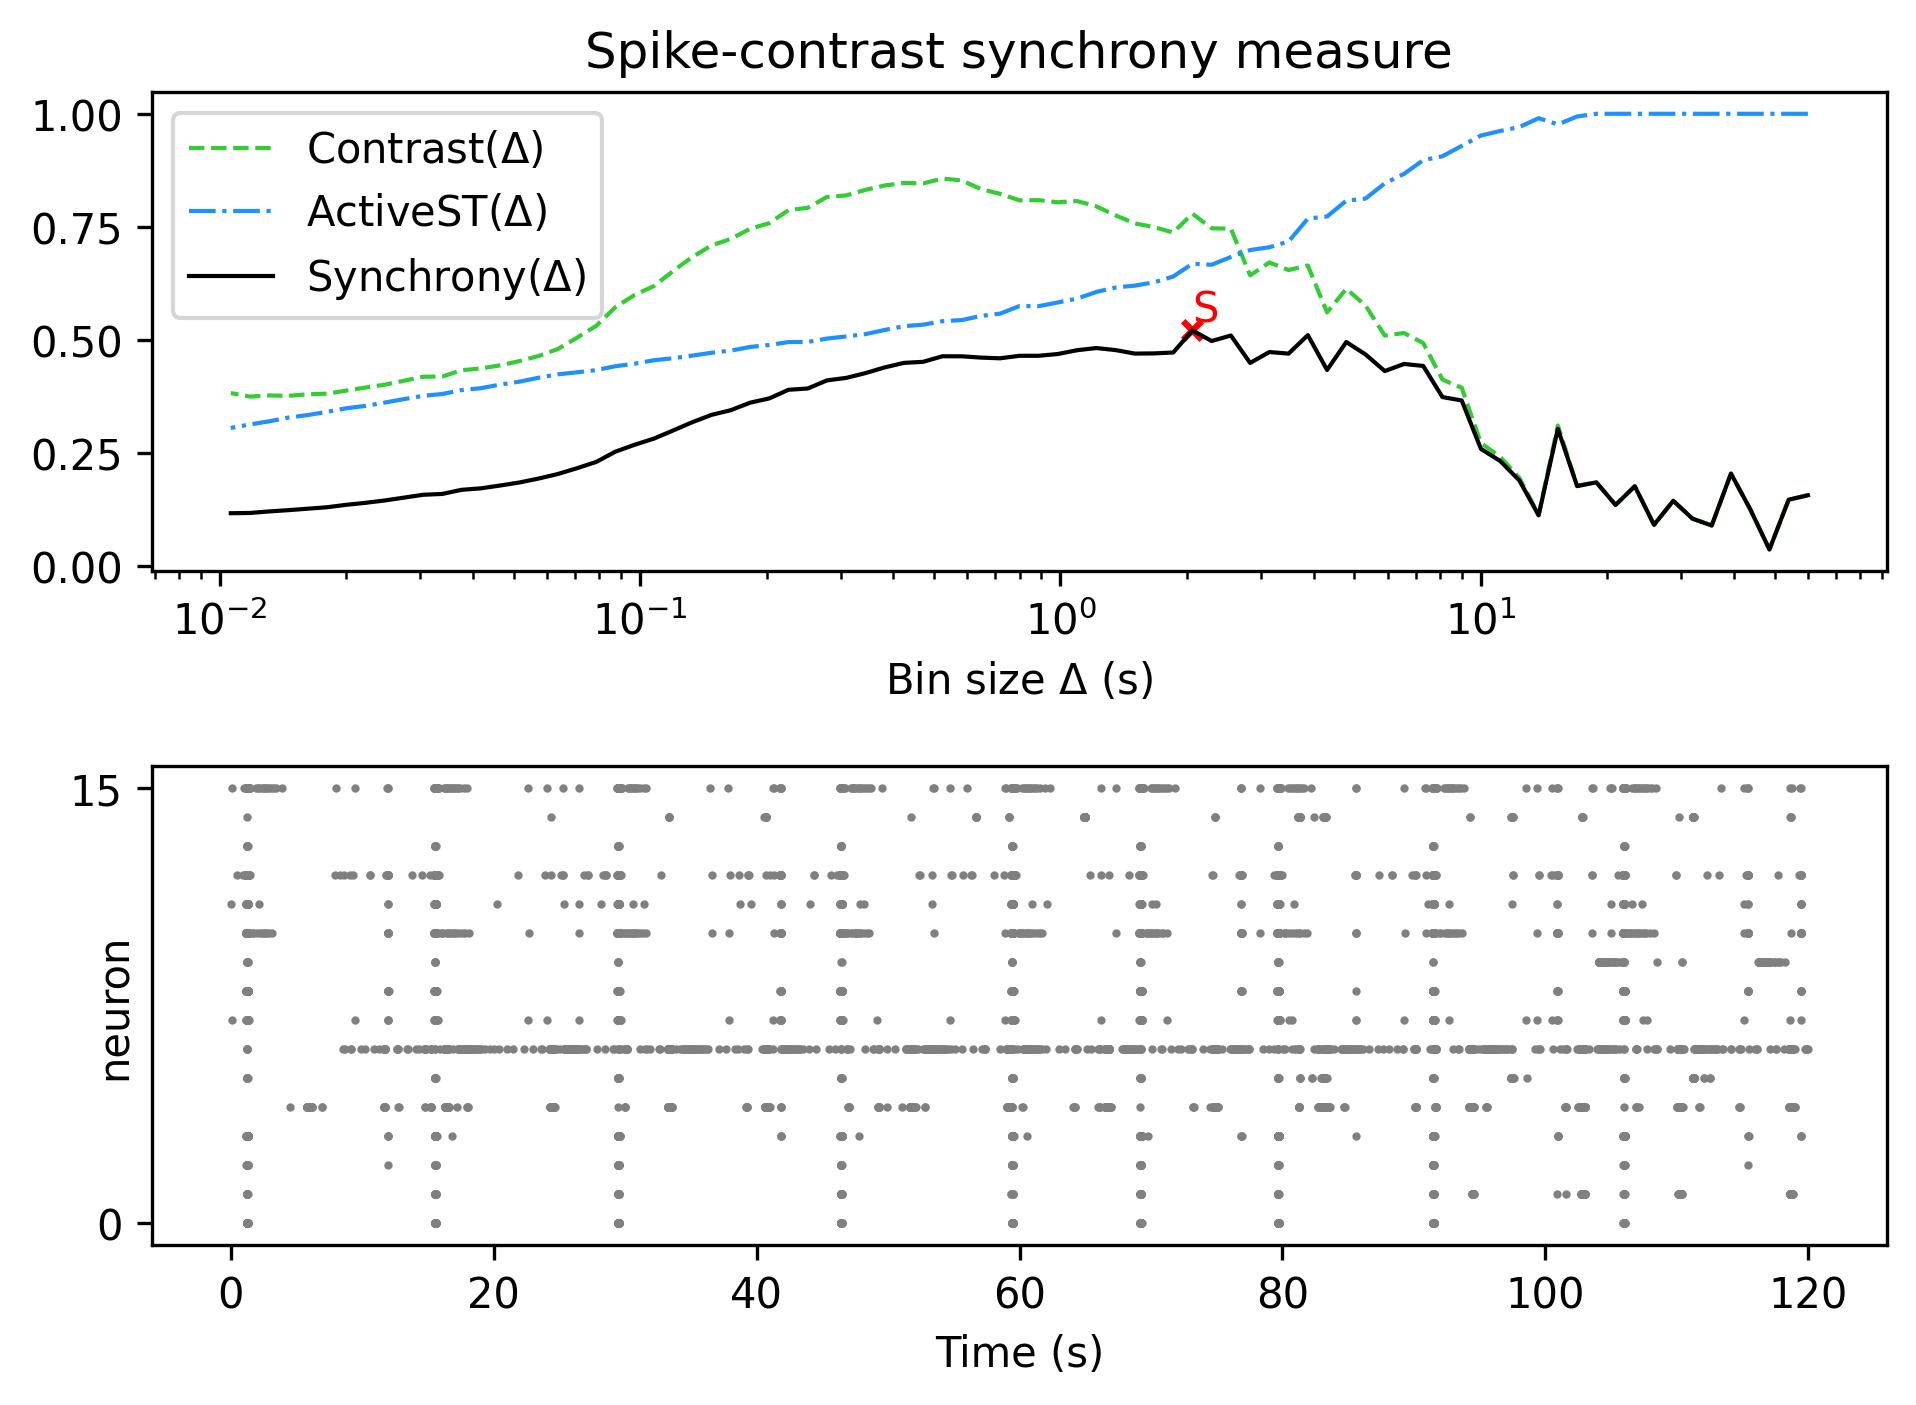 Spike-contrast synchrony measure
1.00
0.75
0.50
0.25
0.00
Contrast(Δ)
ActiveST(Δ)
Synchrony(Δ)
S
10⁻² 10⁻¹ 10⁰ 10¹
Bin size Δ (s)
15
0
neuron
0 20 40 60 80 100 120
Time (s)